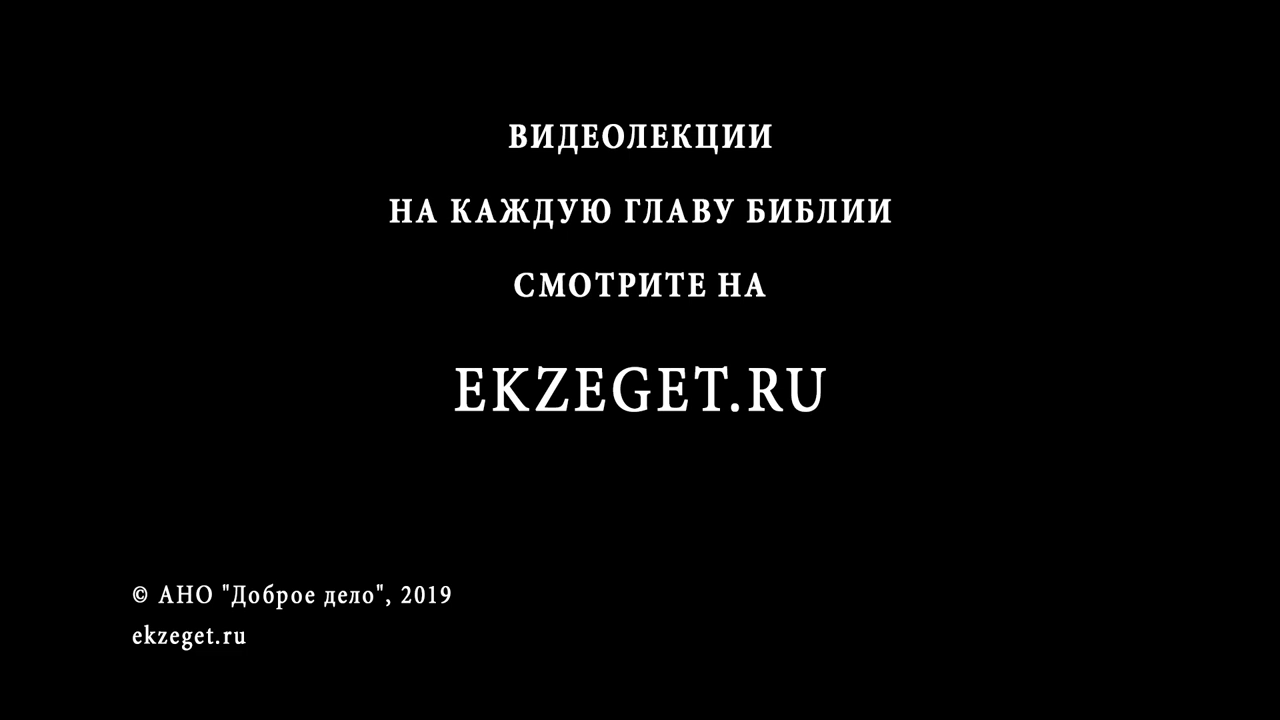 ВИДЕОЛЕКЦИИ
НА КАЖДУЮ ГЛАВУ БИБЛИИ
СМОТРИТЕ НА
EKZEGET.RU
© АНО "Доброе дело", 2019
ekzeget.ru